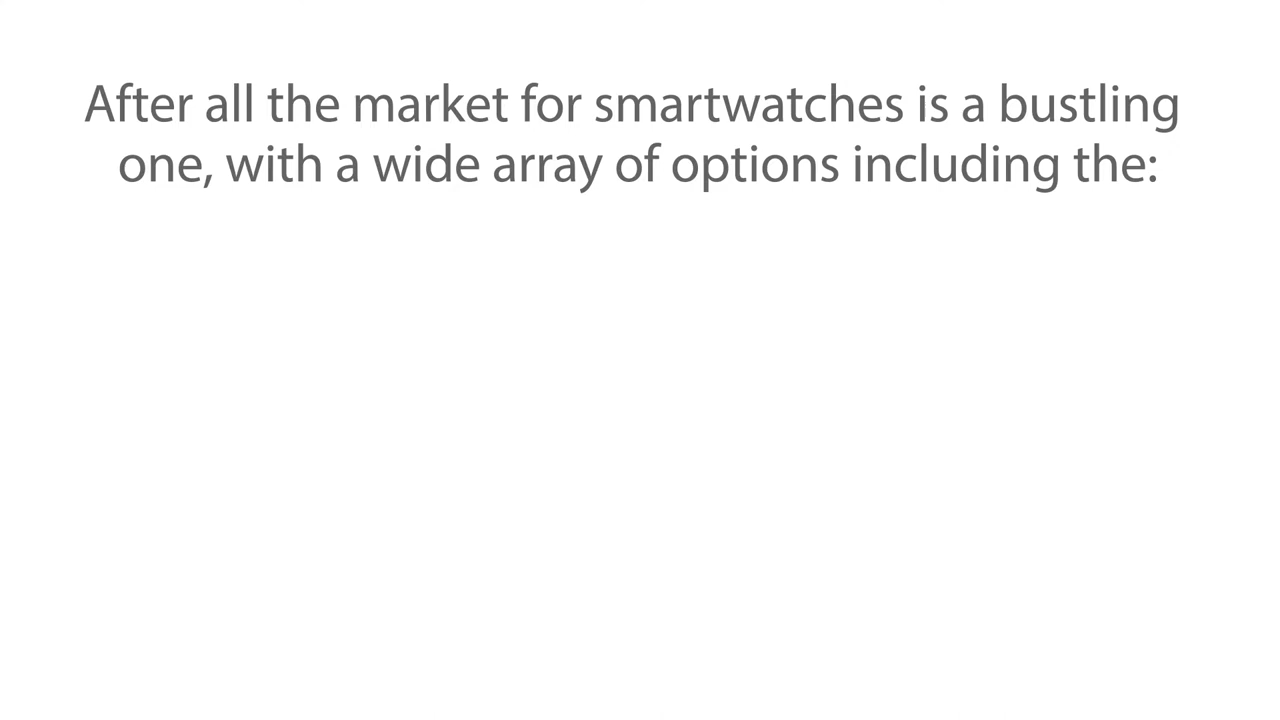 After all the market for smartwatches is a bustling
one, with a wide array of options including the: